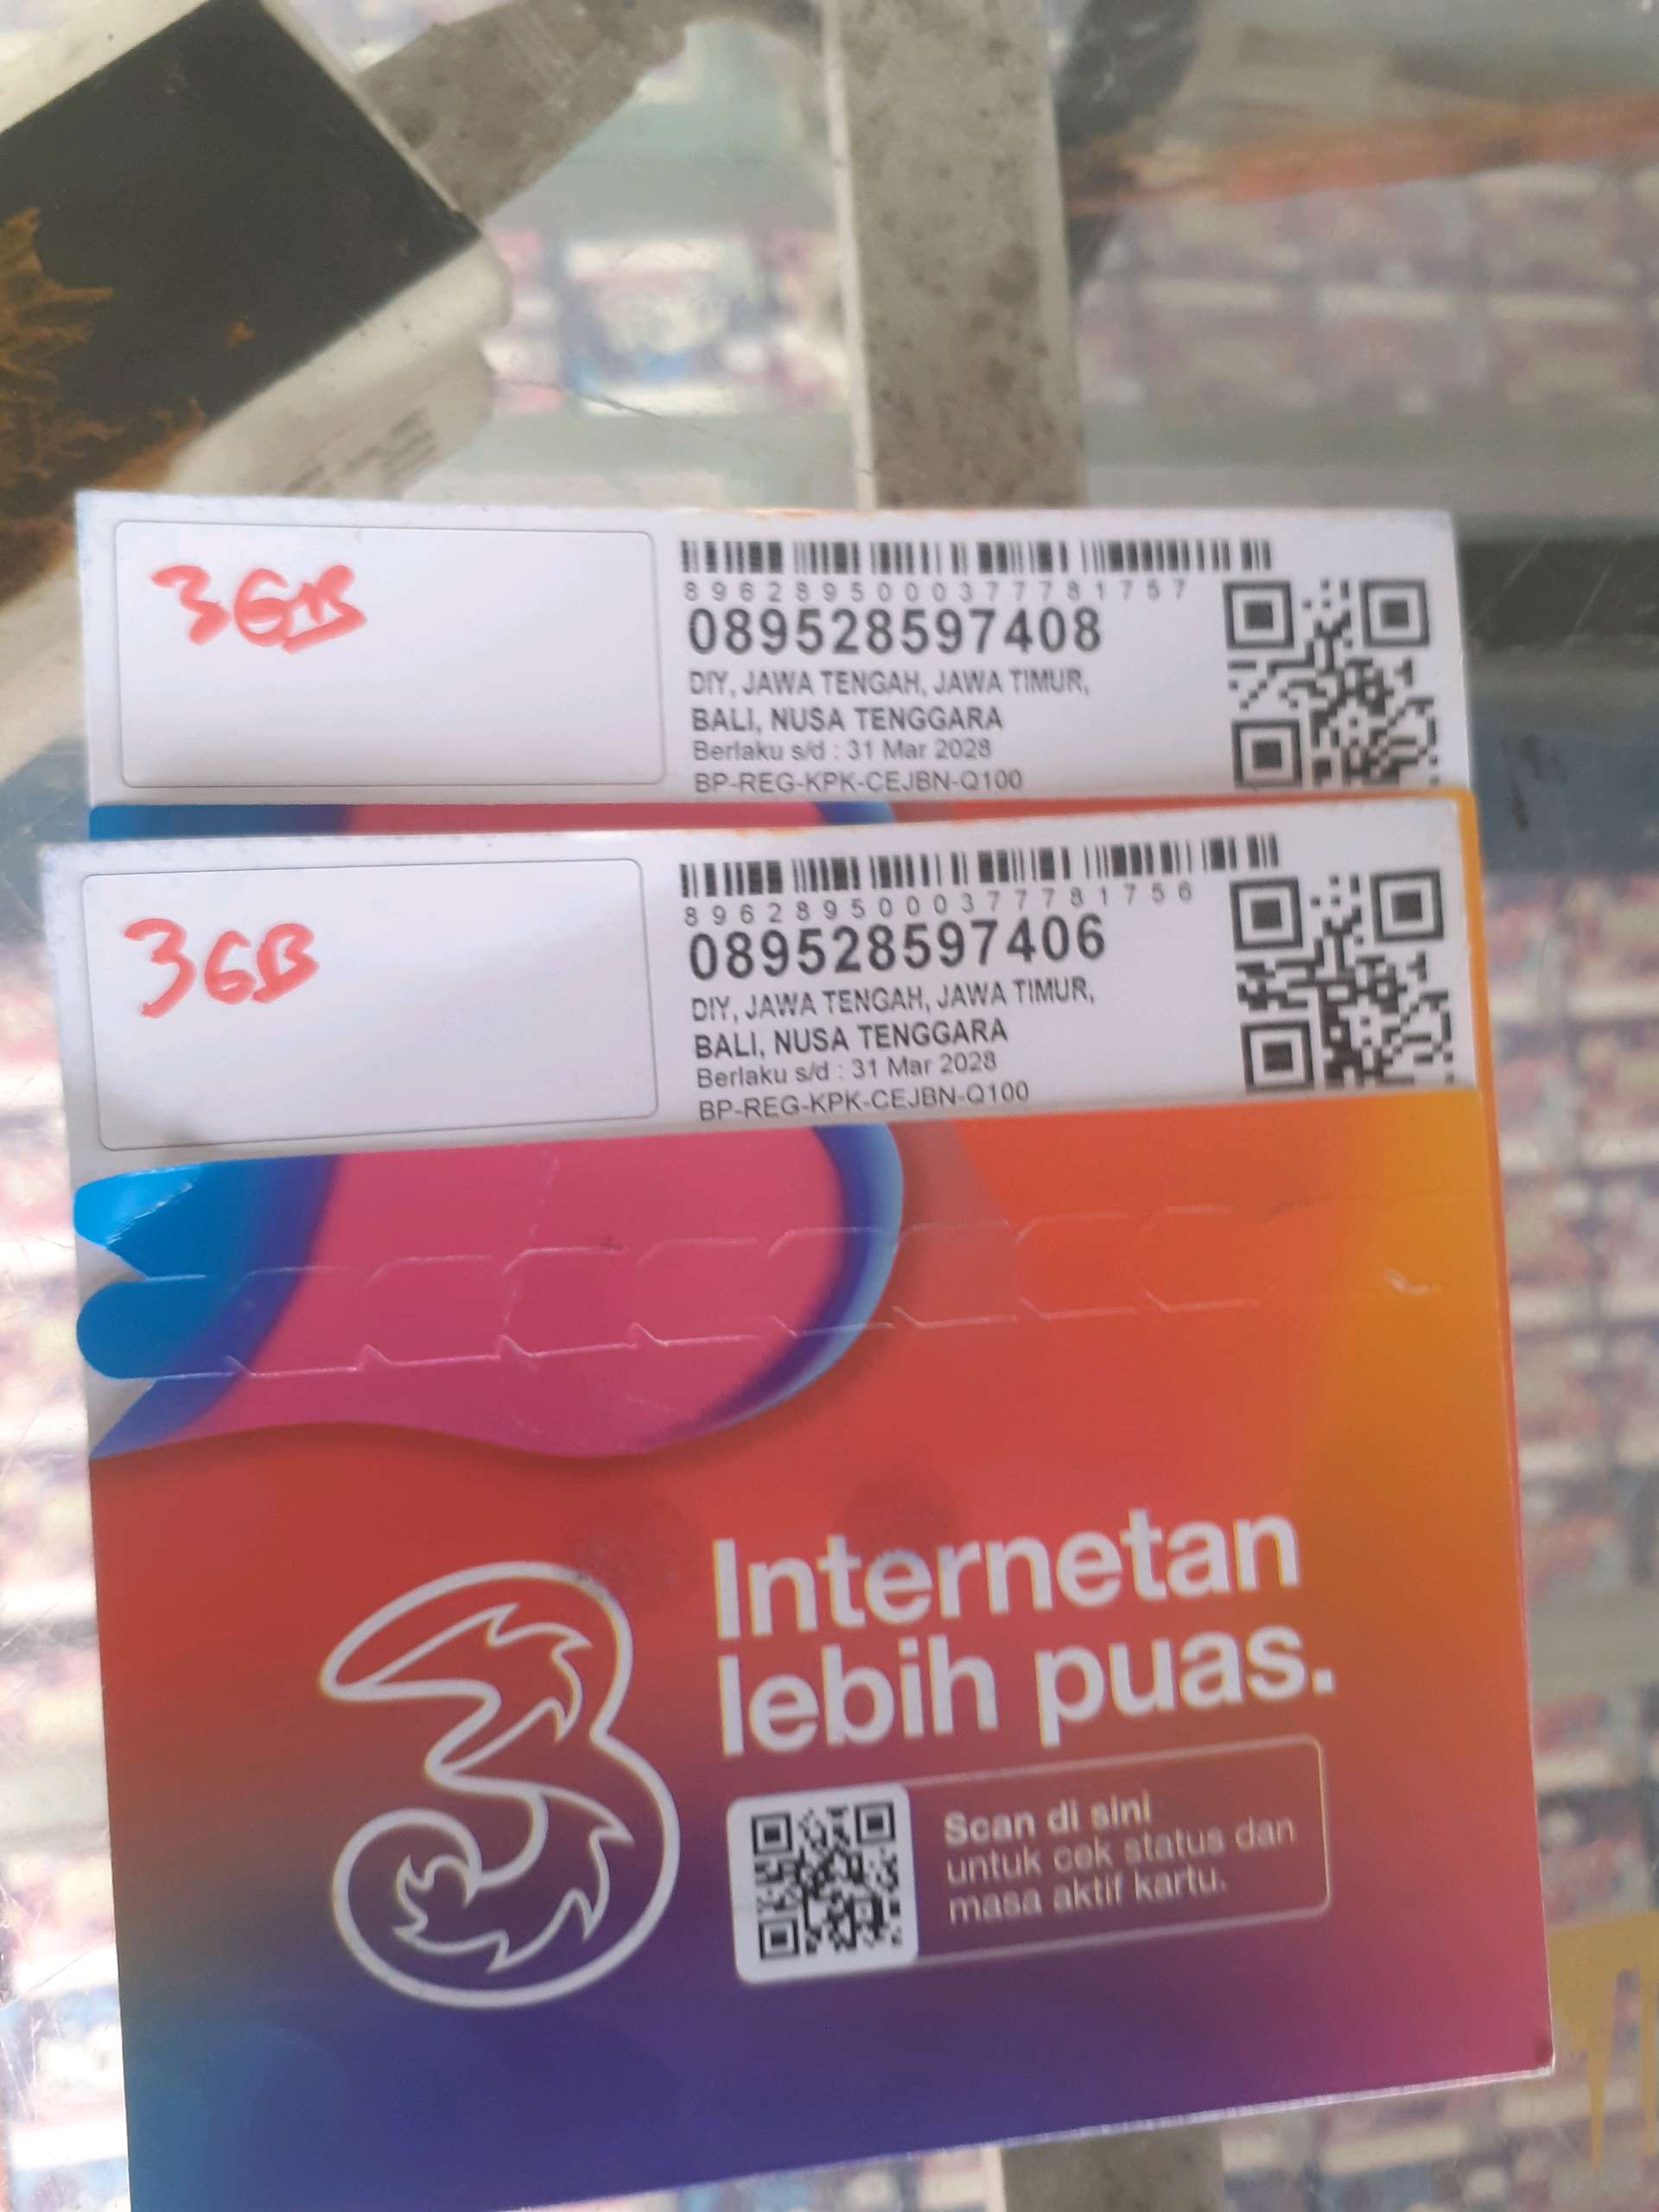 3GB
8962895000377781757
089528597408
DIY, JAWA TENGAH, JAWA TIMUR,
BALI, NUSA TENGGARA
Berlaku s/d : 31 Mar 2028
BP-REG-KPK-CEJBN-Q100
3GB
8962895000377781756
089528597406
DIY, JAWA TENGAH, JAWA TIMUR,
BALI, NUSA TENGGARA
Berlaku s/d : 31 Mar 2028
BP-REG-KPK-CEJBN-Q100
3
Internetan
lebih puas.
Scan di sini
untuk cek status dan
masa aktif kartu.